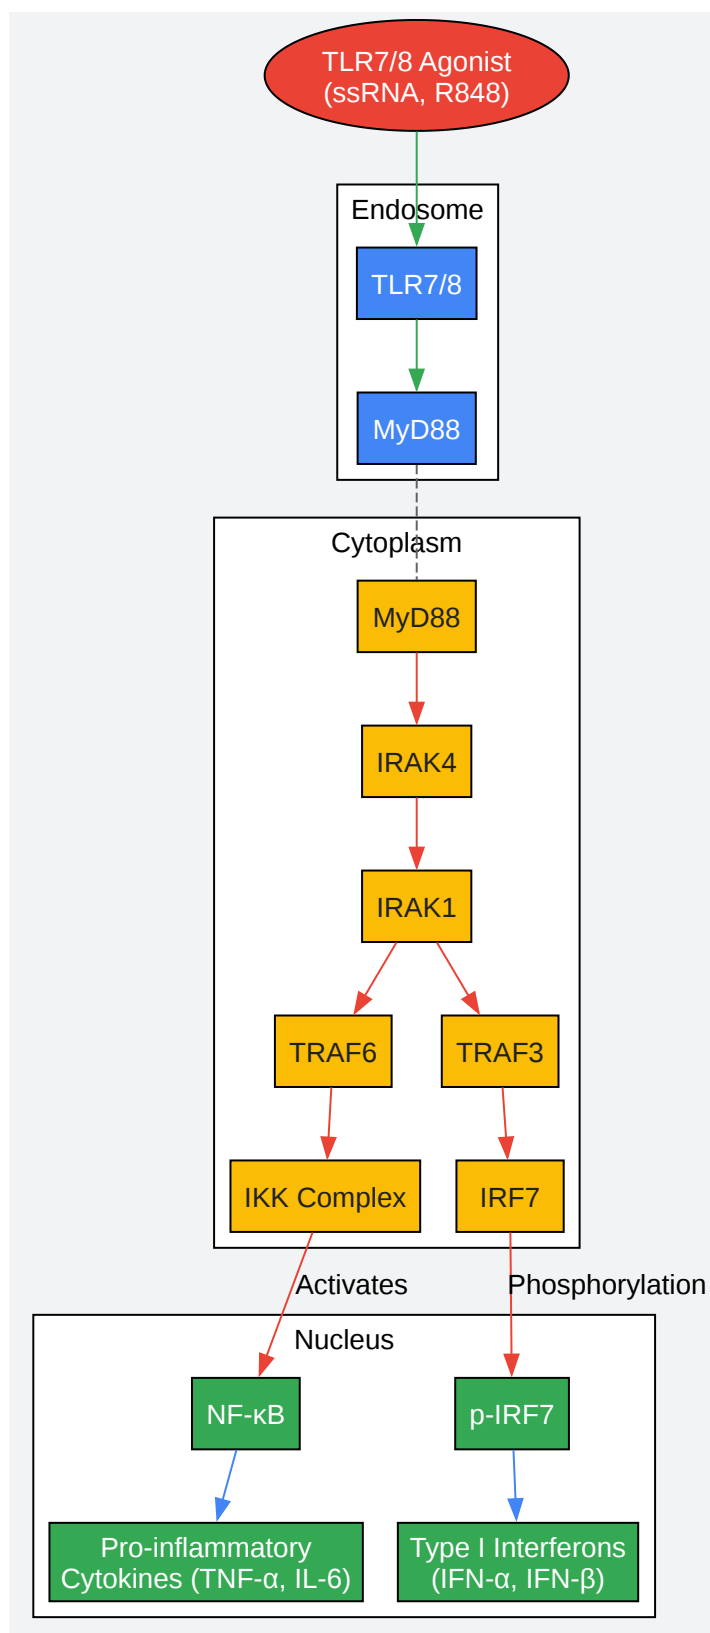 TLR7/8 Agonist
(ssRNA, R848)
Endosome
TLR7/8
MyD88
Cytoplasm
MyD88
IRAK4
IRAK1
TRAF6
TRAF3
IKK Complex
IRF7
Activates
Phosphorylation
Nucleus
NF-κB
p-IRF7
Pro-inflammatory
Cytokines (TNF-α, IL-6)
Type I Interferons
(IFN-α, IFN-β)